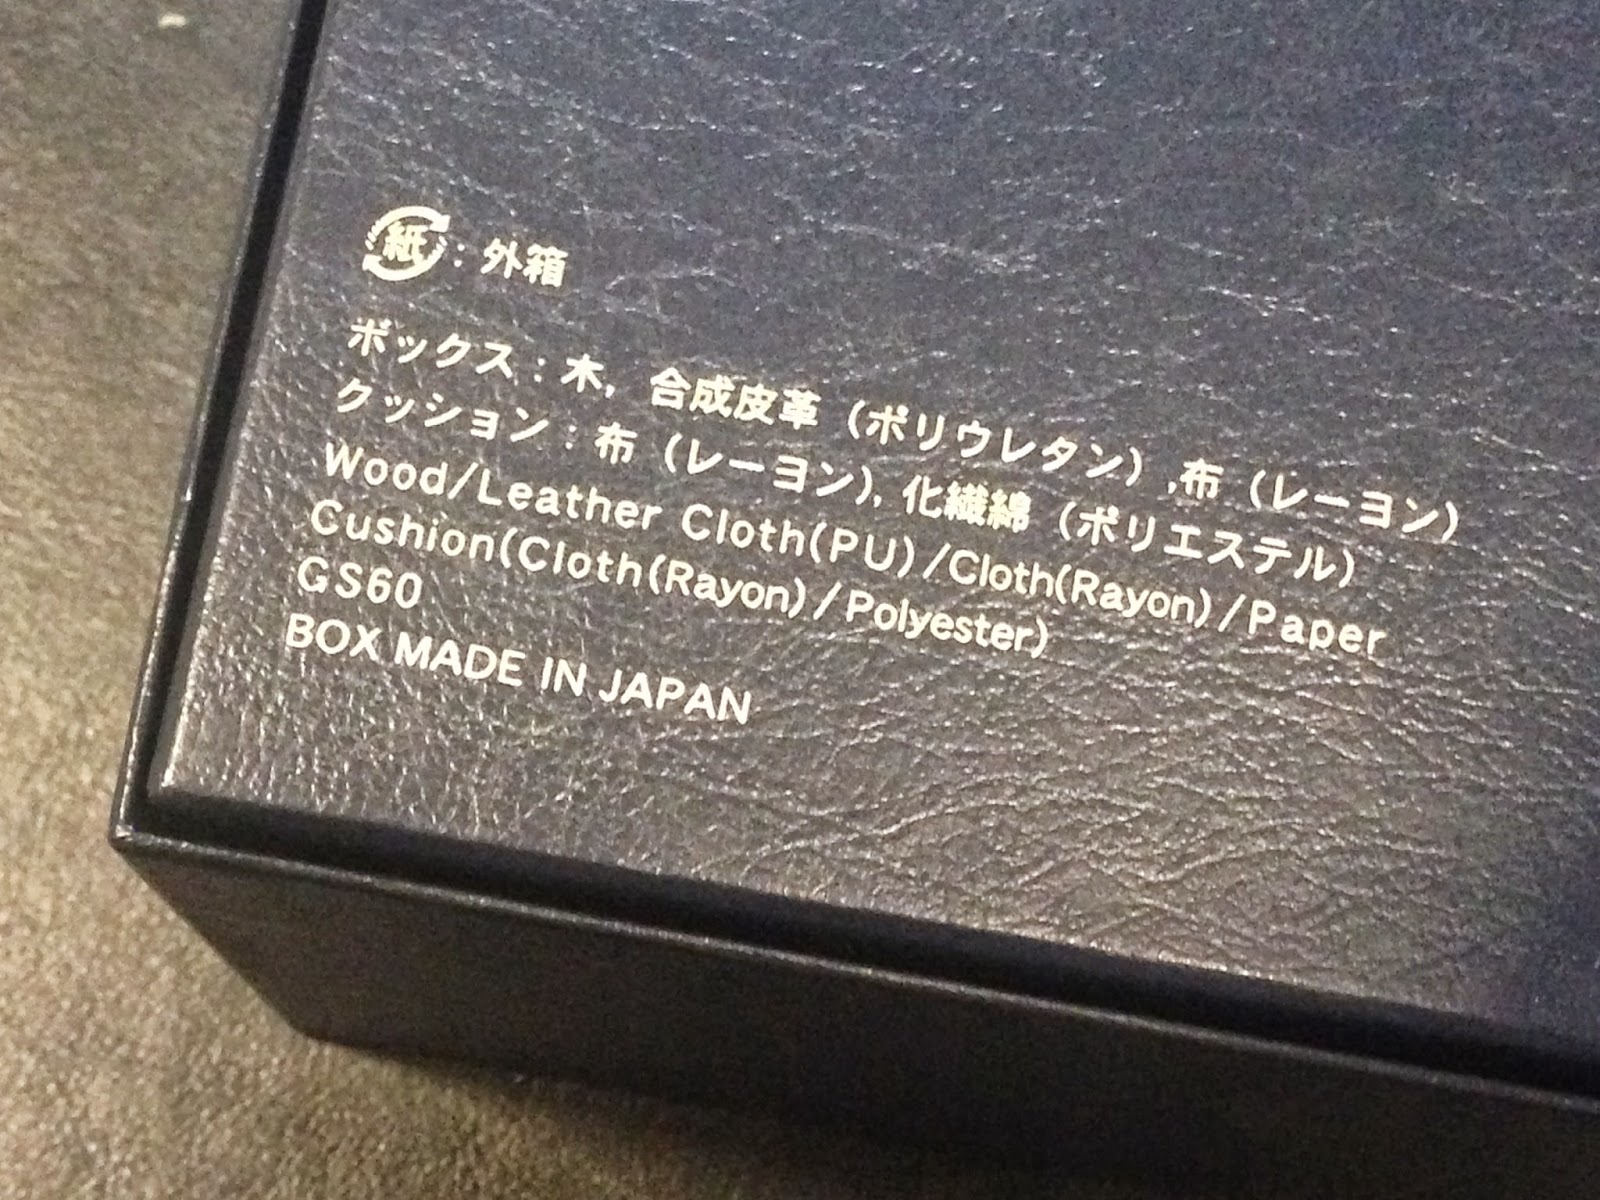 紙 : 外箱
ボックス : 木, 合成皮革 (ポリウレタン) ,布 (レーヨン)
クッション : 布 (レーヨン), 化繊綿 (ポリエステル)
Wood/Leather Cloth(PU)/Cloth(Rayon)/Paper
Cushion(Cloth(Rayon)/Polyester)
GS60
BOX MADE IN JAPAN